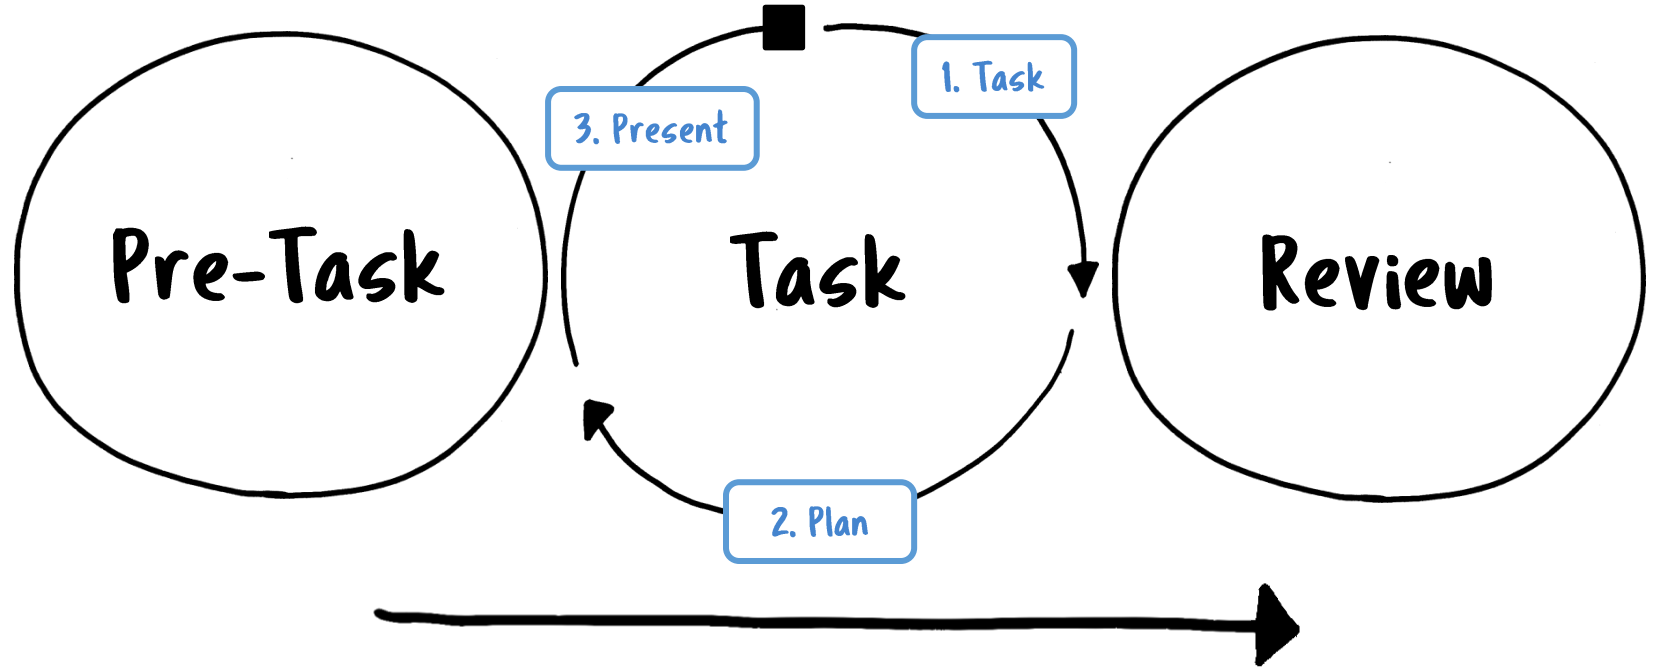 Pre-Task
Task
1. Task
2. Plan
3. Present
Review